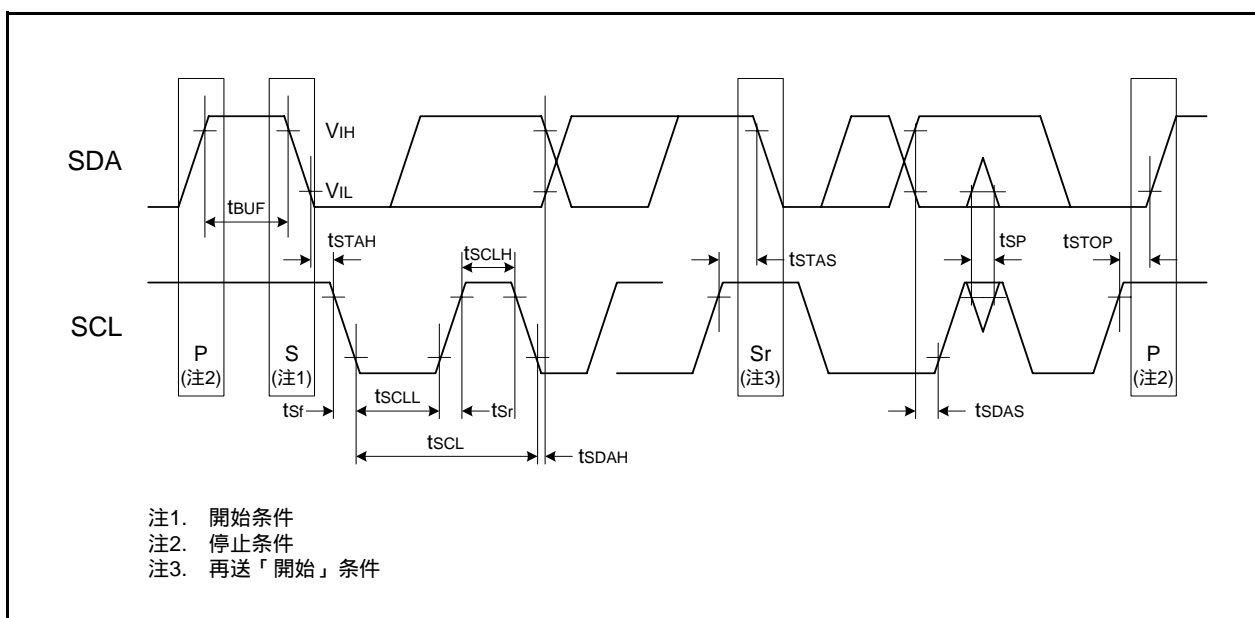 VIH
SDA
VIL
tBUF
tSTAH
tSCLH
tSTAS
tSP
tSTOP
SCL
P
(注2)
S
(注1)
Sr
(注3)
P
(注2)
tSf
tSCLL
tSr
tSDAS
tSCL
tSDAH
注1. 開始条件
注2. 停止条件
注3. 再送「開始」条件